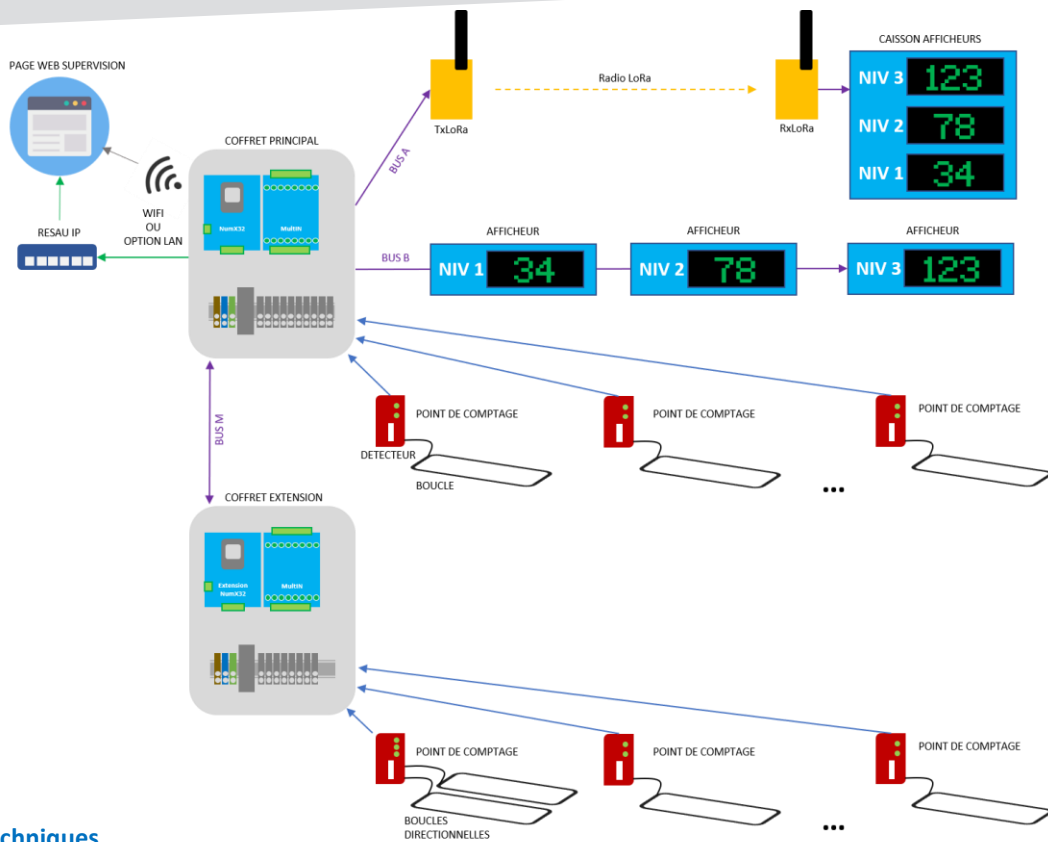 PAGE WEB SUPERVISION
COFFRET PRINCIPAL
NumX32
MultIN
WIFI
OU
OPTION LAN
RESAU IP
BUS A
TxLoRa
Radio LoRa
RxLoRa
CAISSON AFFICHEURS
NIV 3 123
NIV 2 78
NIV 1 34
BUS B
AFFICHEUR
NIV 1 34
AFFICHEUR
NIV 2 78
AFFICHEUR
NIV 3 123
BUS M
POINT DE COMPTAGE
DETECTEUR
BOUCLE
POINT DE COMPTAGE
POINT DE COMPTAGE
...
COFFRET EXTENSION
Extension
NumX32
MultIN
POINT DE COMPTAGE
BOUCLES
DIRECTIONNELLES
POINT DE COMPTAGE
POINT DE COMPTAGE
...
chniques